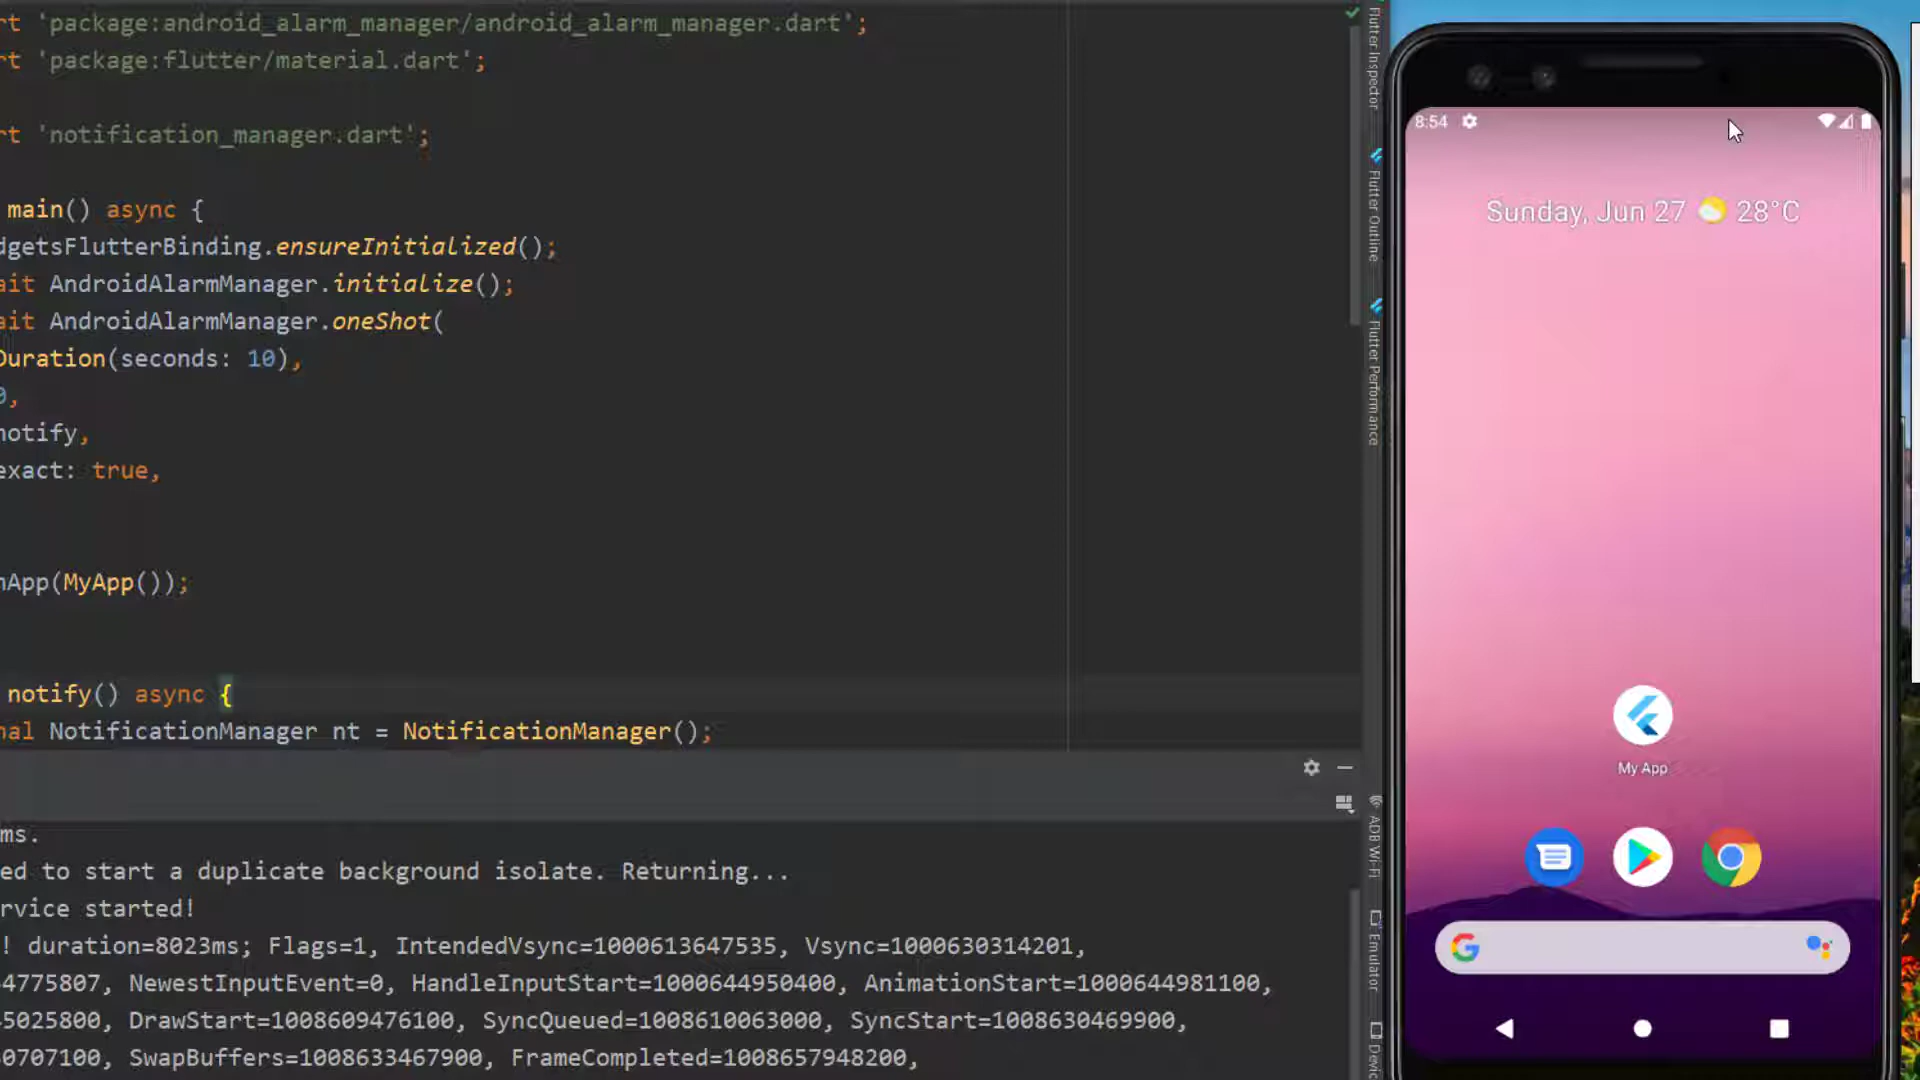 rt 'package:android_alarm_manager/android_alarm_manager.dart';
rt 'package:flutter/material.dart';
rt 'notification_manager.dart';
main() async {
dgetsFlutterBinding.ensureInitialized();
ait AndroidAlarmManager.initialize();
ait AndroidAlarmManager.oneShot(
Duration(seconds: 10),
0,
notify,
exact: true,
nApp(MyApp());
notify() async {
nal NotificationManager nt = NotificationManager();
ms.
ed to start a duplicate background isolate. Returning...
rvice started!
! duration=8023ms; Flags=1, IntendedVsync=1000613647535, Vsync=1000630314201,
4775807, NewestInputEvent=0, HandleInputStart=1000644950400, AnimationStart=1000644981100,
5025800, DrawStart=1008609476100, SyncQueued=1008610063000, SyncStart=1008630469900,
0707100, SwapBuffers=1008633467900, FrameCompleted=1008657948200,
Flutter Inspector
Flutter Outline
Flutter Performance
ADB Wi-Fi
Emulator
Devic
8:54
Sunday, Jun 27 28°C
My App